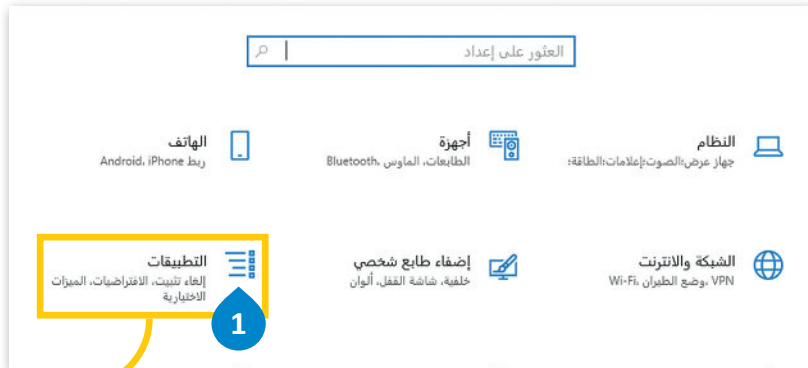 العثور على إعداد
النظام
جهاز عرض؛الصوت؛إعلامات؛الطاقة؛
أجهزة
الطابعات، الماوس ،Bluetooth
الهاتف
ربط Android، iPhone
الشبكة والانترنت
VPN ،وضع الطيران ،Wi-Fi
إضفاء طابع شخصي
خلفية، شاشة القفل، ألوان
التطبيقات
إلغاء تثبيت، الافتراضيات، الميزات
الاختيارية
1